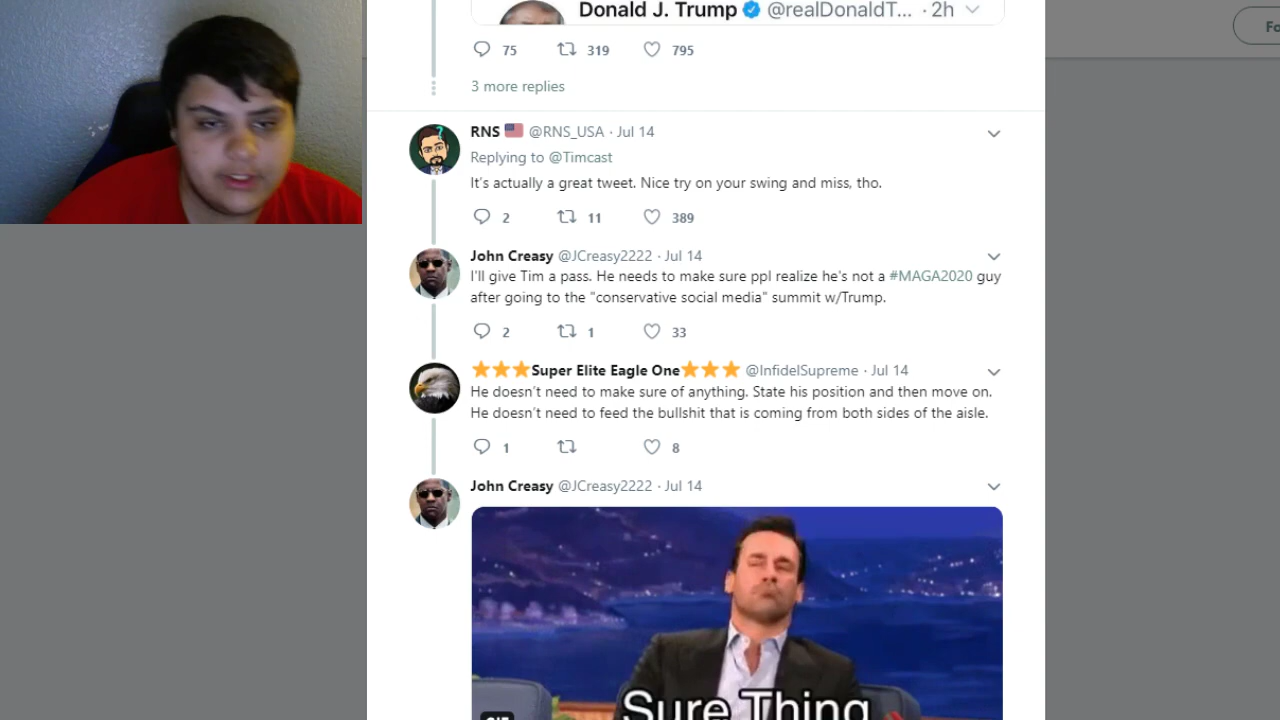 Donald J. Trump @realDonaldT... · 2h
75 319 795
3 more replies
RNS @RNS_USA · Jul 14
Replying to @Timcast
It's actually a great tweet. Nice try on your swing and miss, tho.
2 11 389
John Creasy @JCreasy2222 · Jul 14
I'll give Tim a pass. He needs to make sure ppl realize he's not a #MAGA2020 guy
after going to the "conservative social media" summit w/Trump.
2 1 33
⭐⭐⭐Super Elite Eagle One⭐⭐⭐ @InfidelSupreme · Jul 14
He doesn't need to make sure of anything. State his position and then move on.
He doesn't need to feed the bullshit that is coming from both sides of the aisle.
1 8
John Creasy @JCreasy2222 · Jul 14
Sure Thing
GIF